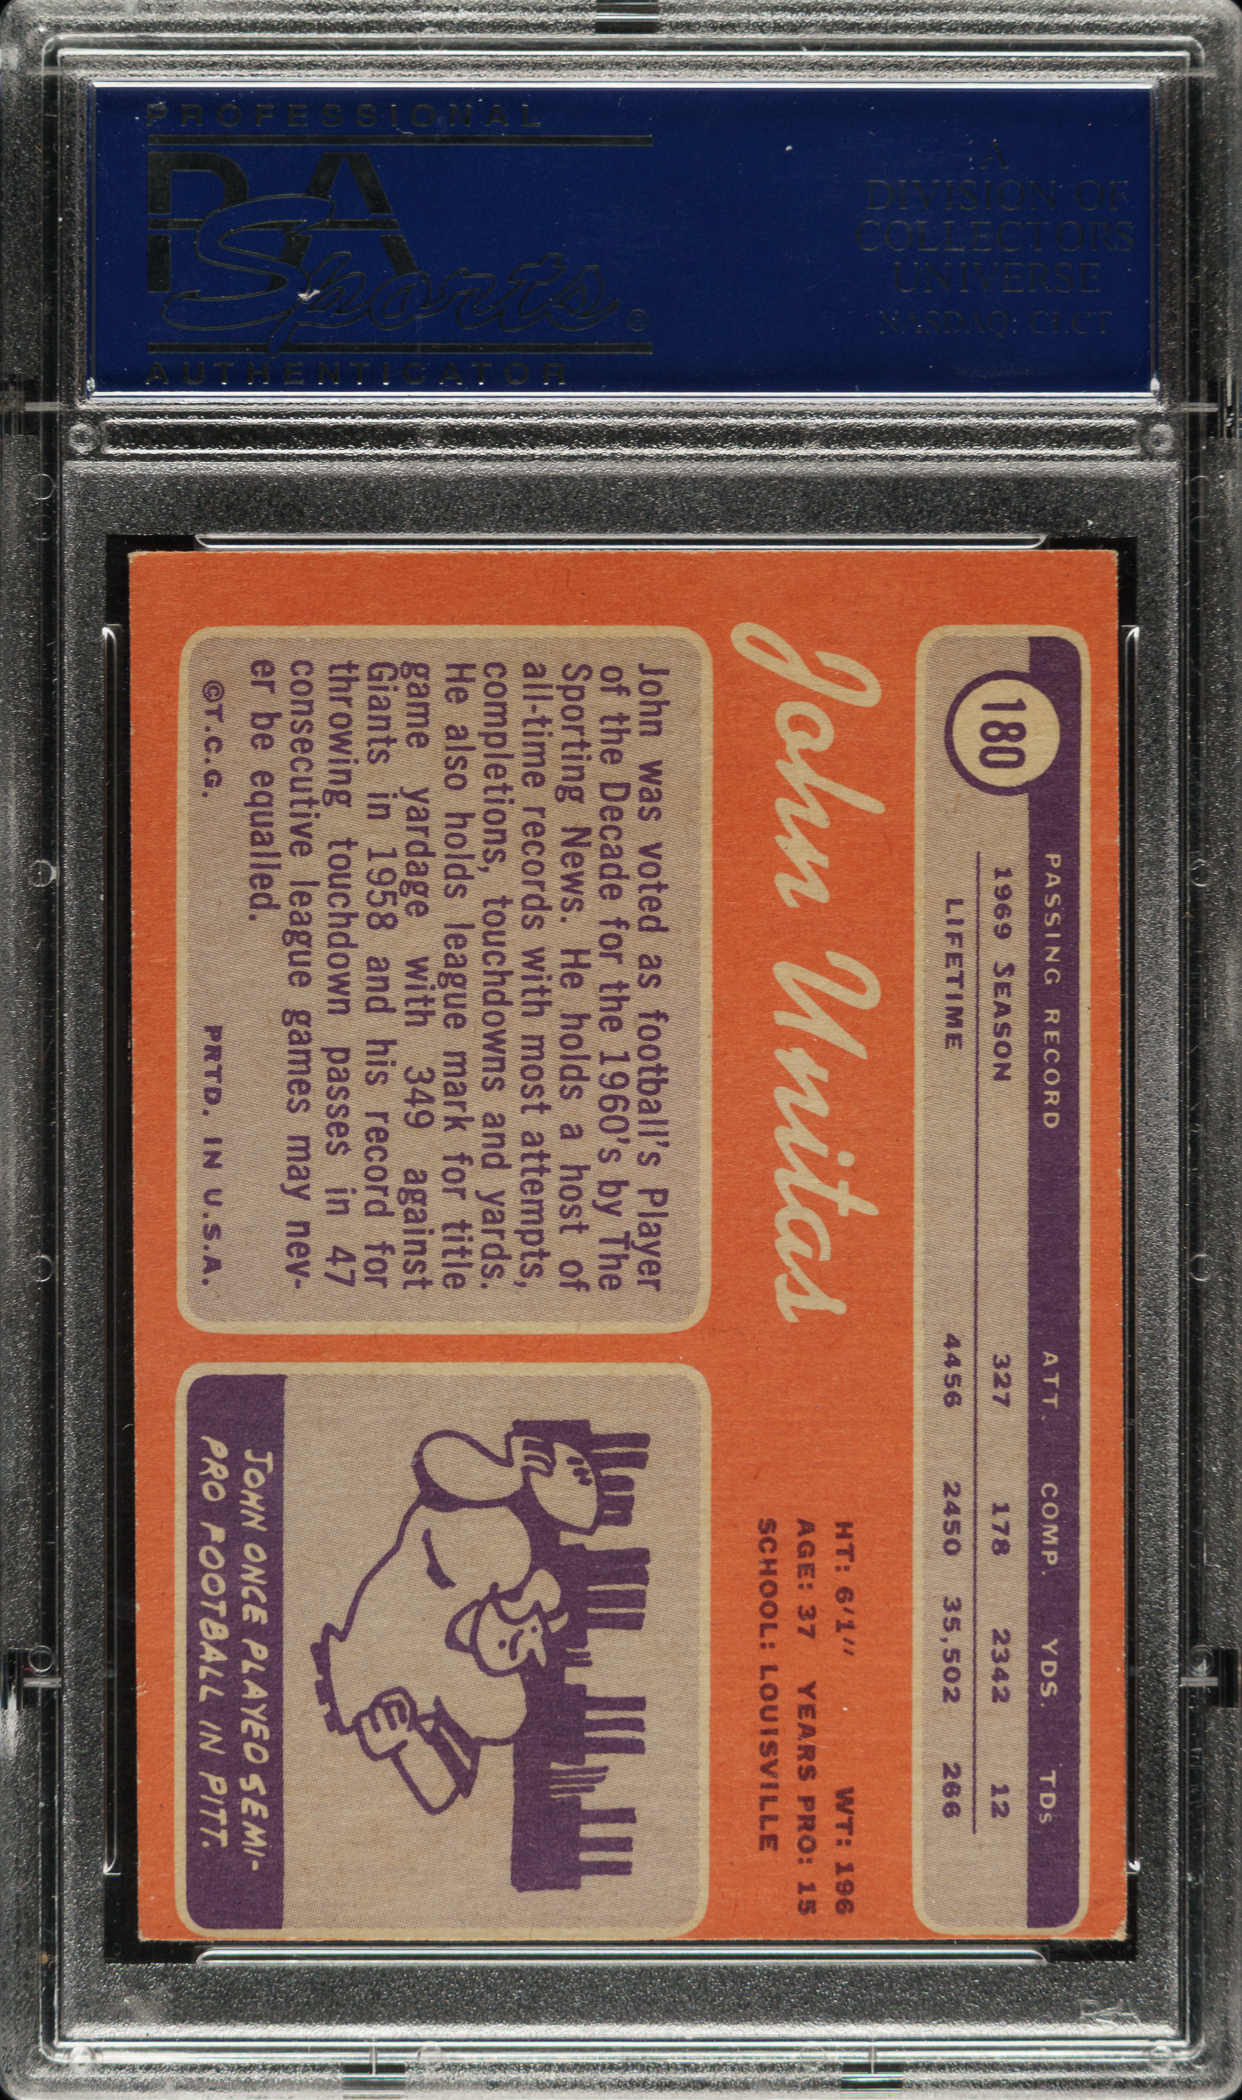 PROFESSIONAL
PSA
Sports®
AUTHENTICATOR
A
DIVISION OF
COLLECTORS
UNIVERSE
NASDAQ: CLCT
180
PASSING RECORD ATT. COMP. YDS. TDs
1969 SEASON 327 178 2342 12
LIFETIME 4456 2450 35,502 266
John Unitas
HT: 6'1'' WT: 196
AGE: 37 YEARS PRO: 15
SCHOOL: LOUISVILLE
John was voted as football's Player
of the Decade for the 1960's by The
Sporting News. He holds a host of
all-time records with most attempts,
completions, touchdowns and yards.
He also holds league mark for title
game yardage with 349 against
Giants in 1958 and his record for
throwing touchdown passes in 47
consecutive league games may nev-
er be equalled.
©T.C.G. PRTD. IN U.S.A.
JOHN ONCE PLAYED SEMI-
PRO FOOTBALL IN PITT.